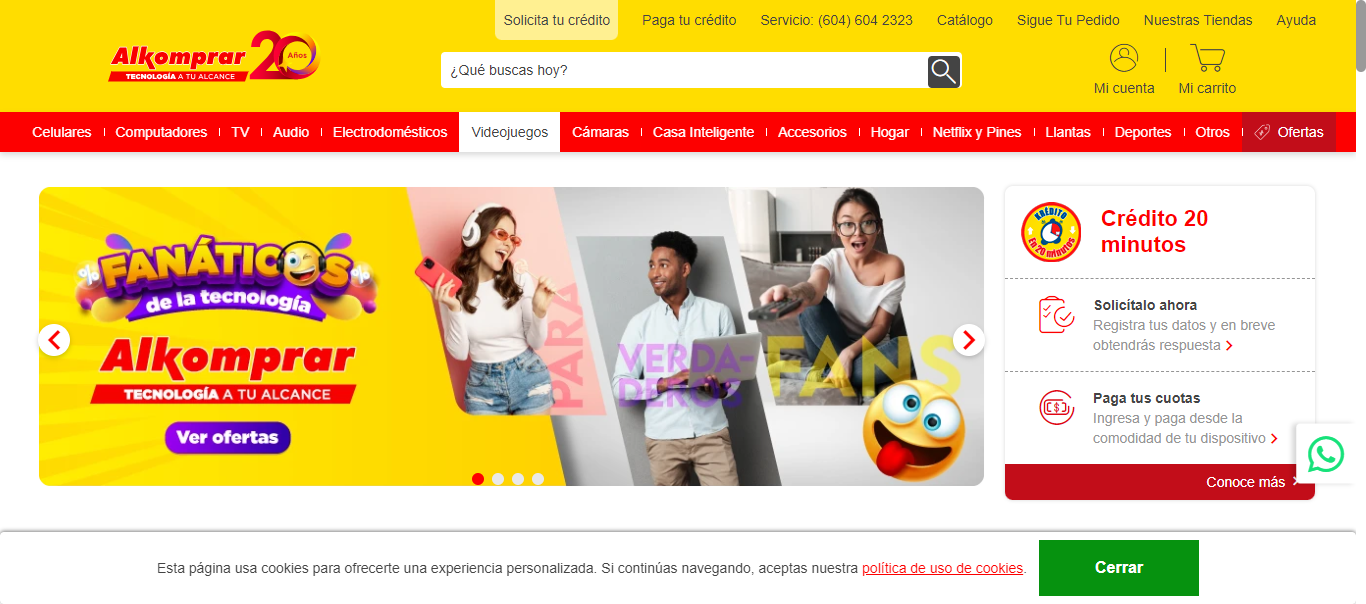 Solicita tu crédito Paga tu crédito Servicio: (604) 604 2323 Catálogo Sigue Tu Pedido Nuestras Tiendas Ayuda
Alkomprar 20 Años
TECNOLOGÍA A TU ALCANCE
¿Qué buscas hoy?
Mi cuenta
Mi carrito
Celulares Computadores TV Audio Electrodomésticos Videojuegos Cámaras Casa Inteligente Accesorios Hogar Netflix y Pines Llantas Deportes Otros Ofertas
% FANÁTICOS %
de la tecnología
Alkomprar
TECNOLOGÍA A TU ALCANCE
Ver ofertas
PARA
VERDA-
DEROS
FANS
KRÉDITO
En 20 minutos
Crédito 20
minutos
Solicítalo ahora
Registra tus datos y en breve
obtendrás respuesta
$
Paga tus cuotas
Ingresa y paga desde la
comodidad de tu dispositivo
Conoce más
Esta página usa cookies para ofrecerte una experiencia personalizada. Si continúas navegando, aceptas nuestra política de uso de cookies.
Cerrar